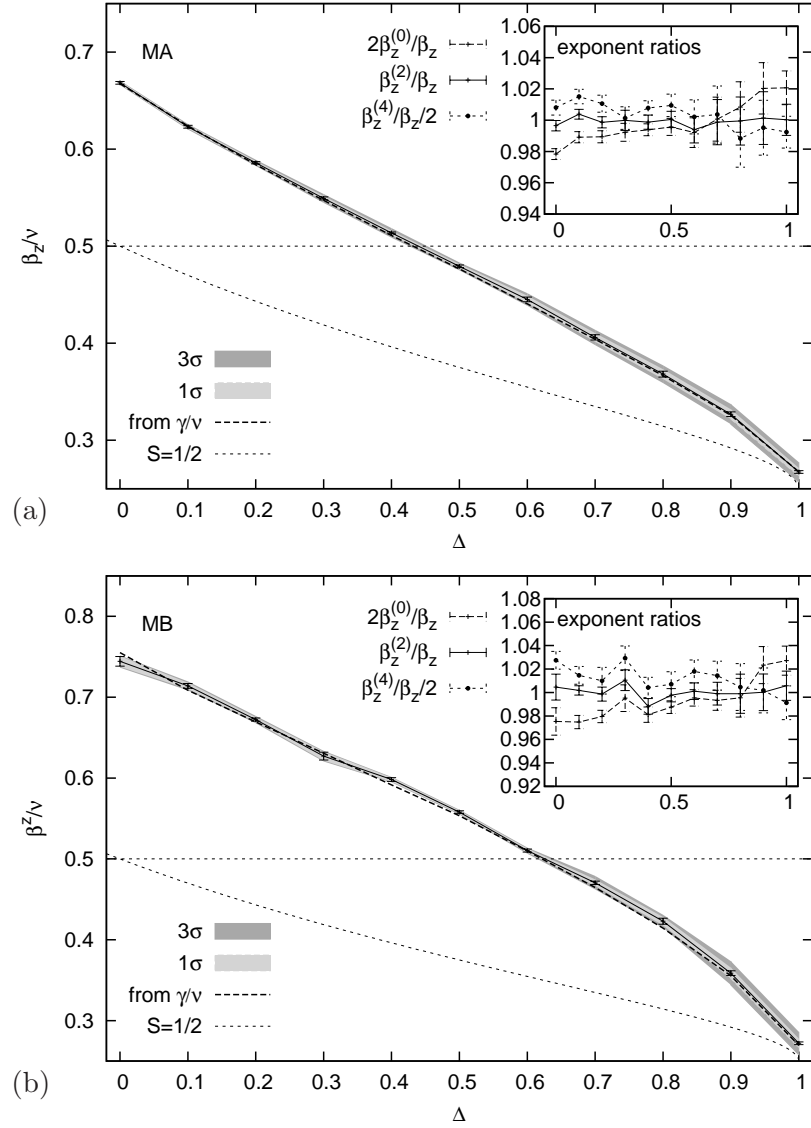 MA
2β_z^(0)/β_z
β_z^(2)/β_z
β_z^(4)/β_z/2
exponent ratios
1.06
1.04
1.02
1
0.98
0.96
0.94
0 0.5 1
0.7
0.6
0.5
0.4
0.3
β_z/ν
3σ
1σ
from γ/ν
S=1/2
0 0.1 0.2 0.3 0.4 0.5 0.6 0.7 0.8 0.9 1
Δ
(a)
MB
2β_z^(0)/β_z
β_z^(2)/β_z
β_z^(4)/β_z/2
exponent ratios
1.08
1.06
1.04
1.02
1
0.98
0.96
0.94
0.92
0 0.5 1
0.8
0.7
0.6
0.5
0.4
0.3
β^z/ν
3σ
1σ
from γ/ν
S=1/2
0 0.1 0.2 0.3 0.4 0.5 0.6 0.7 0.8 0.9 1
Δ
(b)